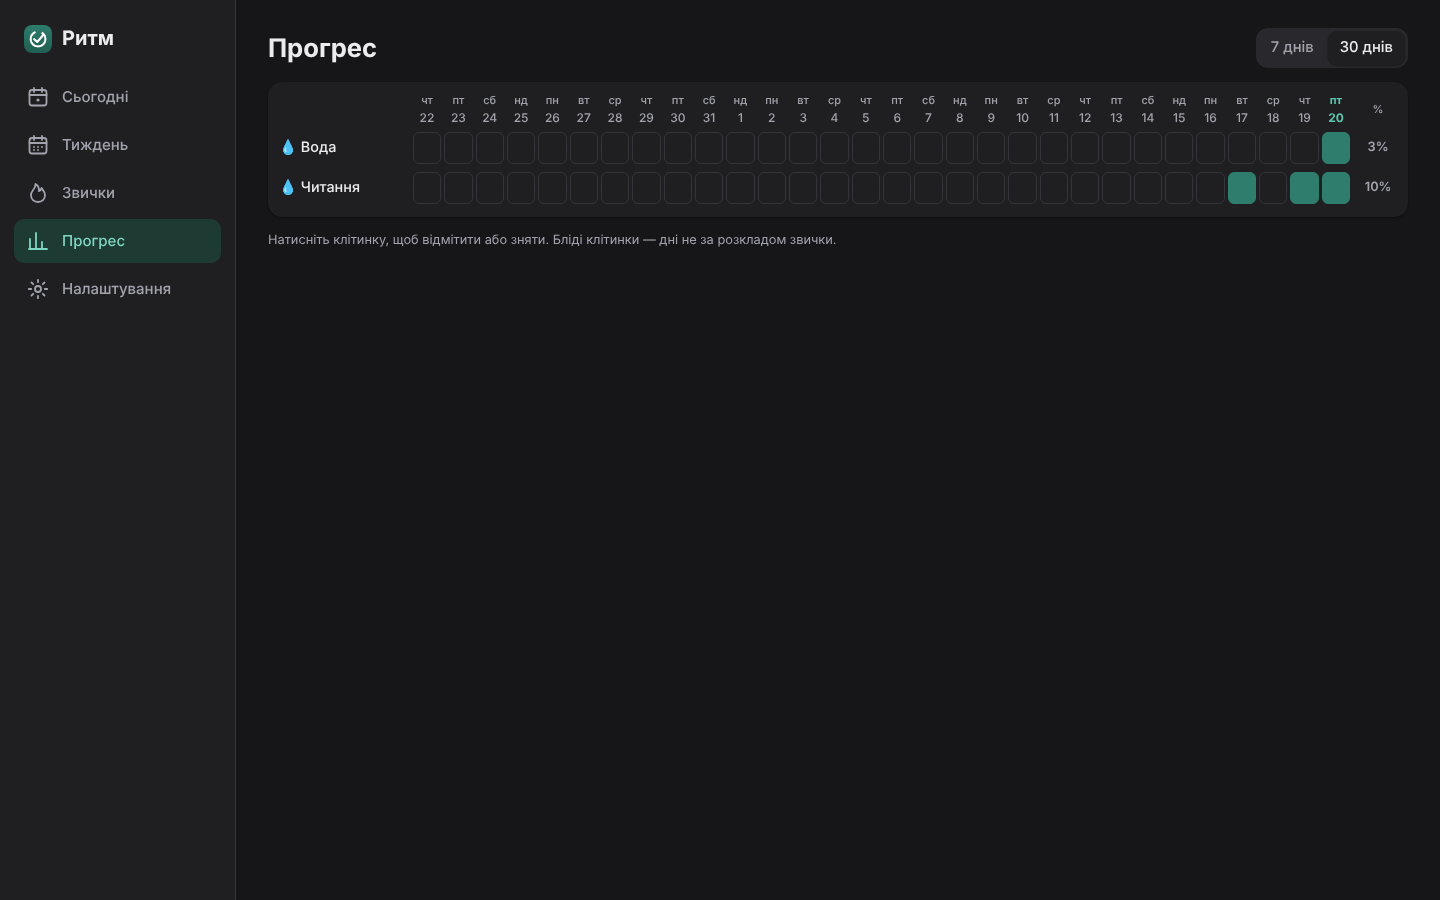 Ритм
Сьогодні
Тиждень
Звички
Прогрес
Налаштування
Прогрес
7 днів 30 днів
чт пт сб нд пн вт ср чт пт сб нд пн вт ср чт пт сб нд пн вт ср чт пт сб нд пн вт ср чт пт %
22 23 24 25 26 27 28 29 30 31 1 2 3 4 5 6 7 8 9 10 11 12 13 14 15 16 17 18 19 20
Вода 3%
Читання 10%
Натисніть клітинку, щоб відмітити або зняти. Бліді клітинки — дні не за розкладом звички.